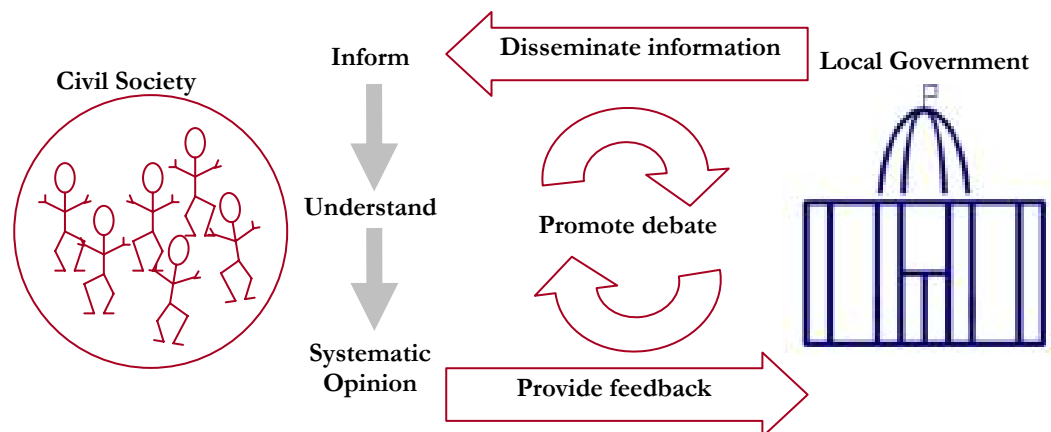 Disseminate information
Inform
Local Government
Civil Society
Understand
Promote debate
Systematic
Opinion
Provide feedback